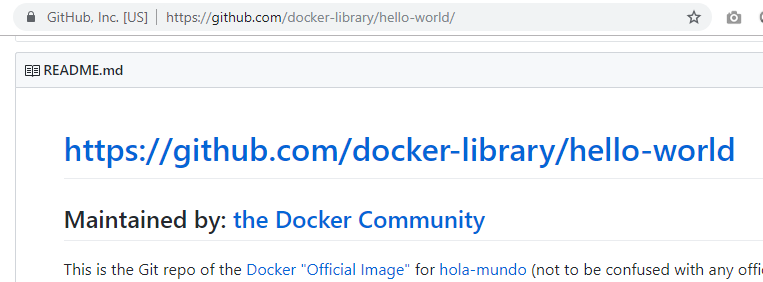 GitHub, Inc. [US] | https://github.com/docker-library/hello-world/
README.md
https://github.com/docker-library/hello-world
Maintained by: the Docker Community
This is the Git repo of the Docker "Official Image" for hola-mundo (not to be confused with any offi